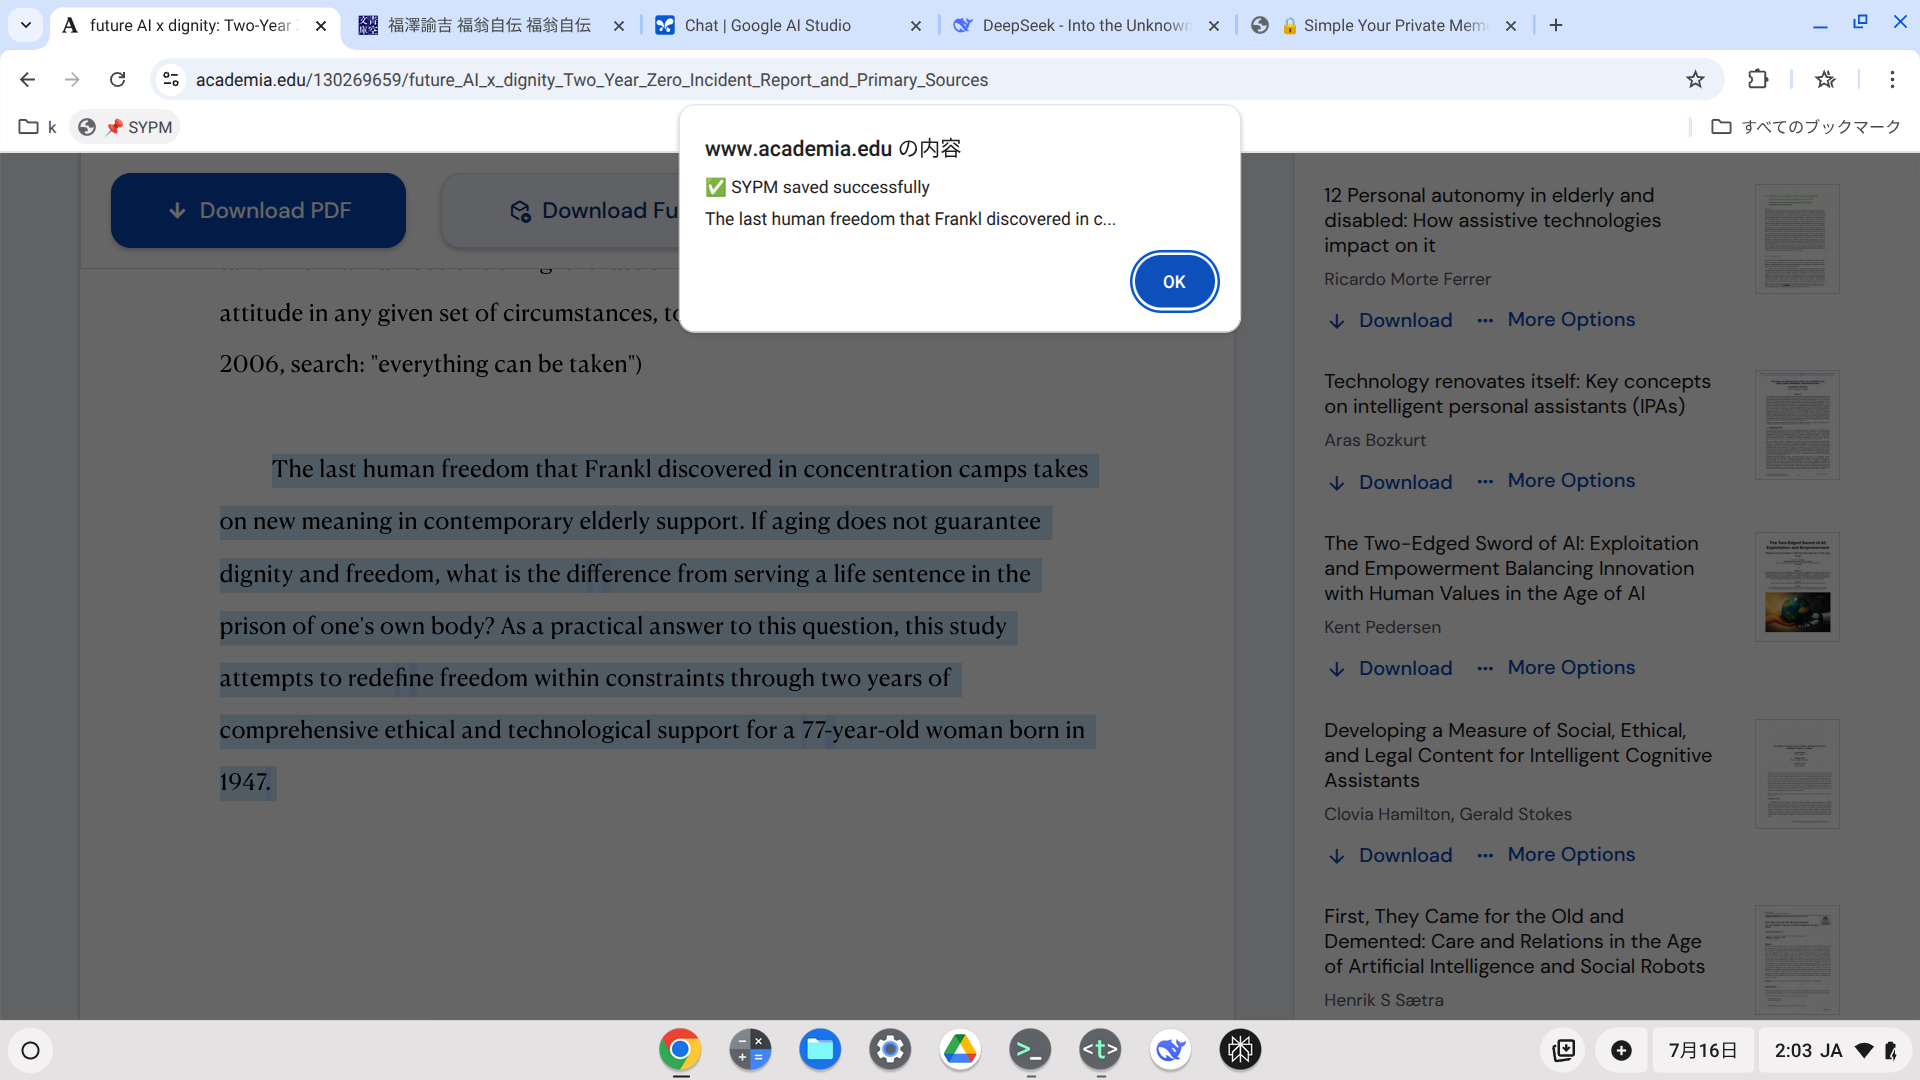 future AI x dignity: Two-Year
福澤諭吉 福翁自伝 福翁自伝
Chat | Google AI Studio
DeepSeek - Into the Unknown
🔒 Simple Your Private Mem
academia.edu/130269659/future_AI_x_dignity_Two_Year_Zero_Incident_Report_and_Primary_Sources
k
📌 SYPM
すべてのブックマーク
www.academia.edu の内容
✅ SYPM saved successfully
The last human freedom that Frankl discovered in c...
OK
Download PDF
Download Fu
attitude in any given set of circumstances, to
2006, search: "everything can be taken")
The last human freedom that Frankl discovered in concentration camps takes
on new meaning in contemporary elderly support. If aging does not guarantee
dignity and freedom, what is the difference from serving a life sentence in the
prison of one's own body? As a practical answer to this question, this study
attempts to redefine freedom within constraints through two years of
comprehensive ethical and technological support for a 77-year-old woman born in
1947.
12 Personal autonomy in elderly and
disabled: How assistive technologies
impact on it
Ricardo Morte Ferrer
Download ··· More Options
Technology renovates itself: Key concepts
on intelligent personal assistants (IPAs)
Aras Bozkurt
Download ··· More Options
The Two-Edged Sword of AI: Exploitation
and Empowerment Balancing Innovation
with Human Values in the Age of AI
Kent Pedersen
Download ··· More Options
Developing a Measure of Social, Ethical,
and Legal Content for Intelligent Cognitive
Assistants
Clovia Hamilton, Gerald Stokes
Download ··· More Options
First, They Came for the Old and
Demented: Care and Relations in the Age
of Artificial Intelligence and Social Robots
Henrik S Sætra
7月16日
2:03 JA